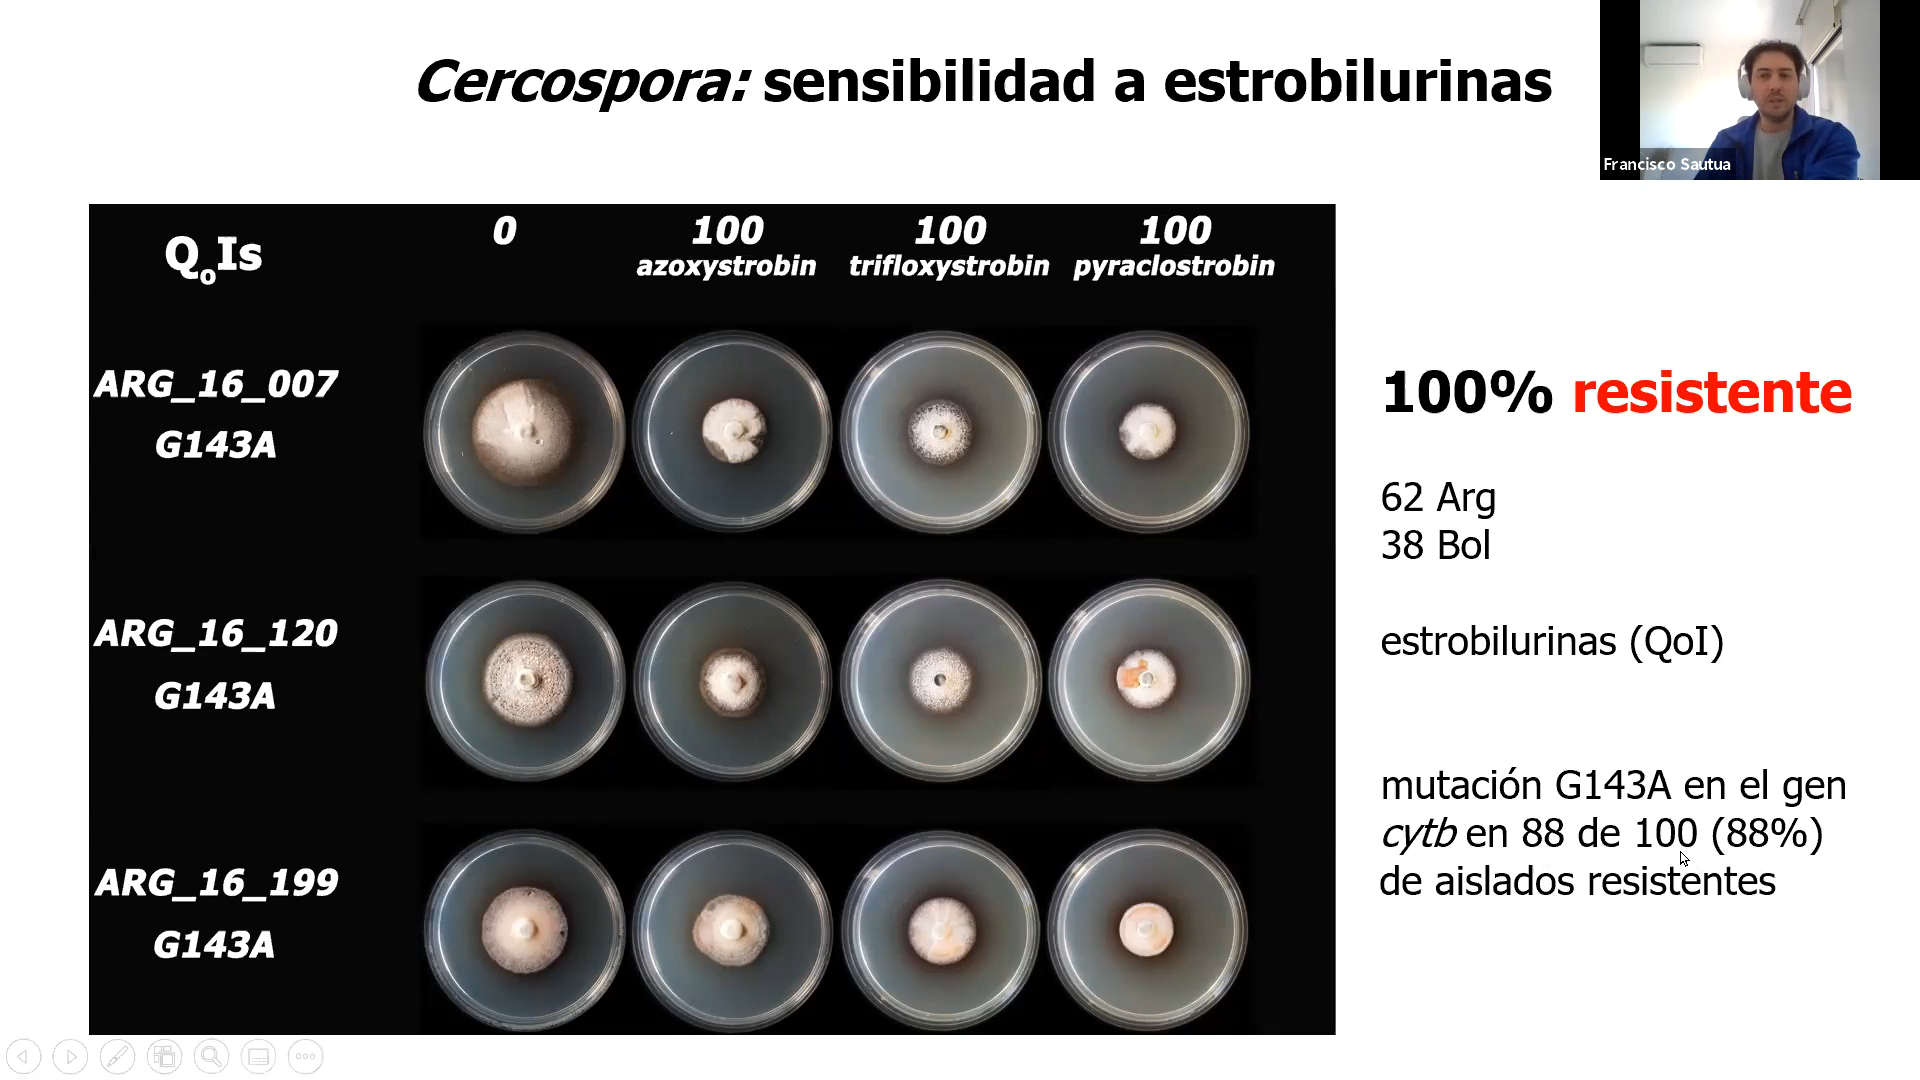 Cercospora: sensibilidad a estrobilurinas
Francisco Sautua
QoIs
0
100
azoxystrobin
100
trifloxystrobin
100
pyraclostrobin
ARG_16_007
G143A
ARG_16_120
G143A
ARG_16_199
G143A
100% resistente
62 Arg
38 Bol
estrobilurinas (QoI)
mutación G143A en el gen
cytb en 88 de 100 (88%)
de aislados resistentes